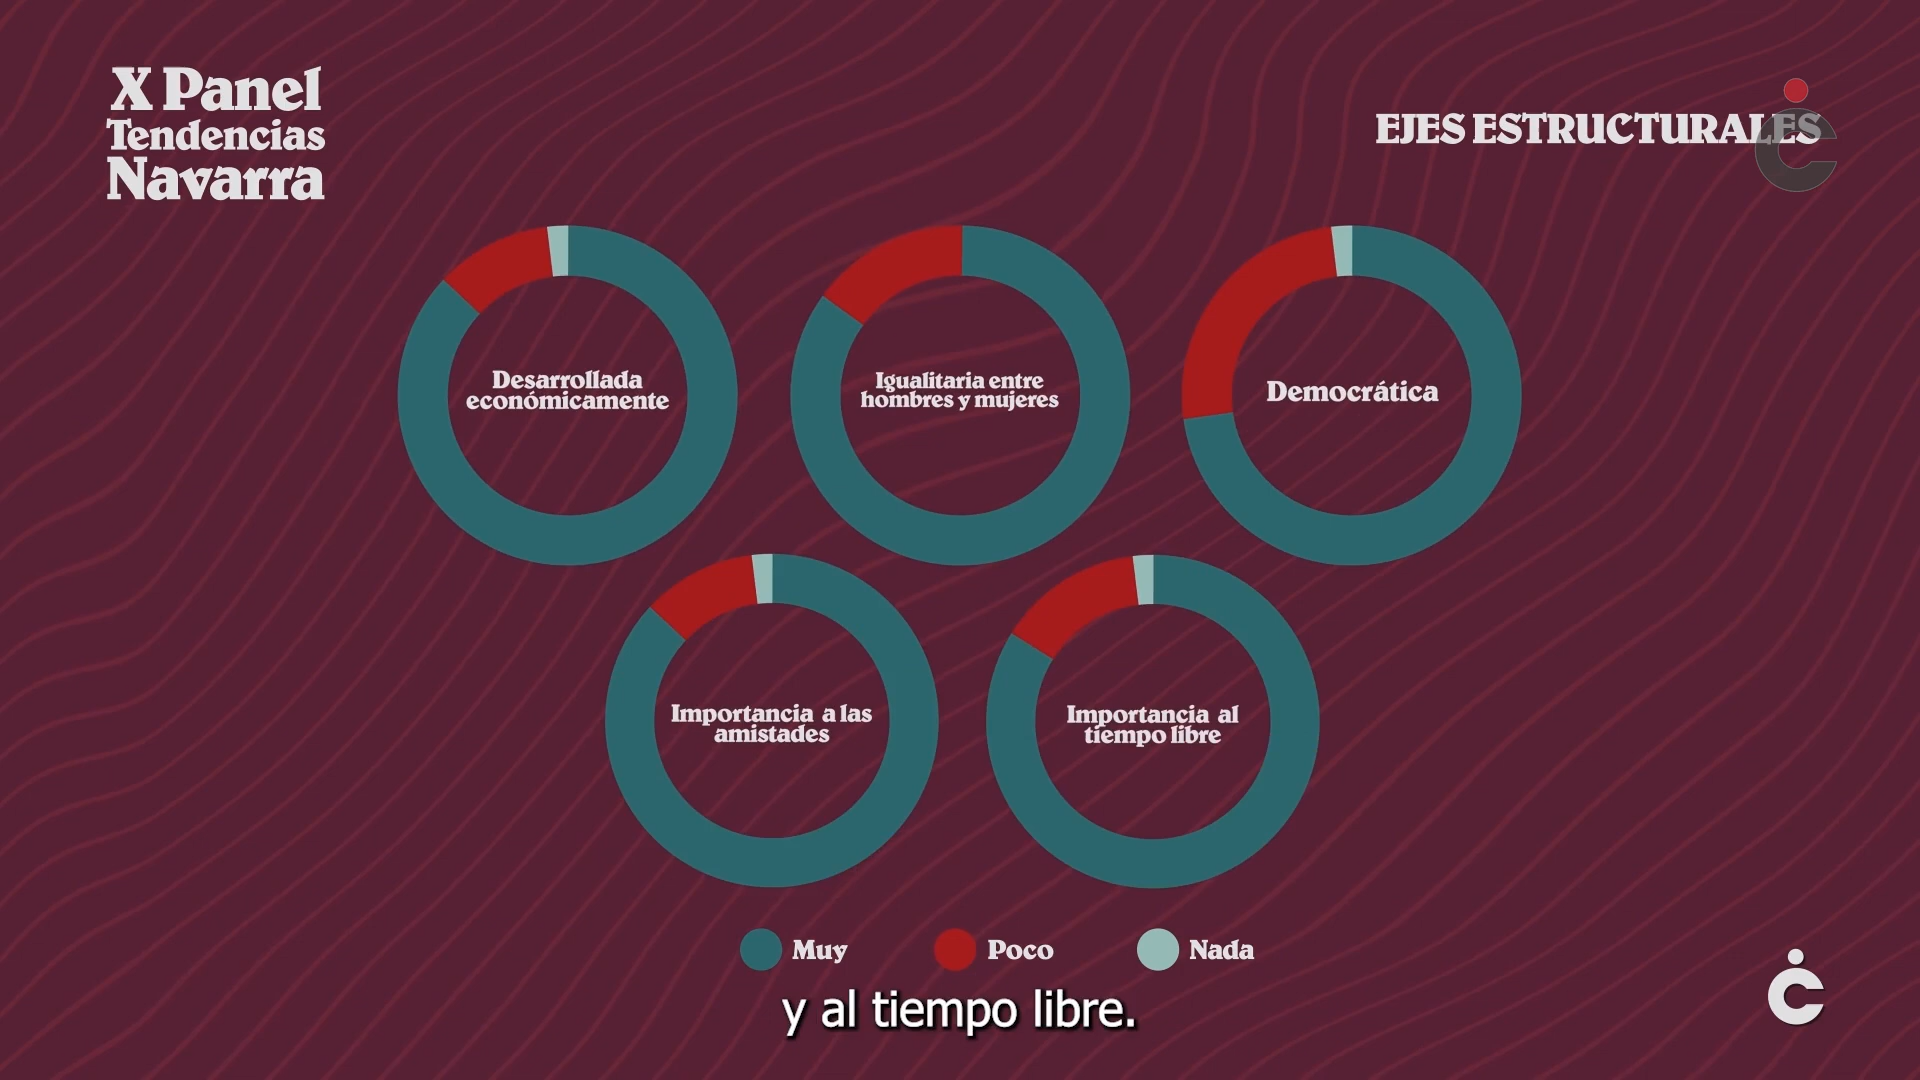 X Panel
Tendencias
Navarra
EJES ESTRUCTURALES
Desarrollada
económicamente
Igualitaria entre
hombres y mujeres
Democrática
Importancia a las
amistades
Importancia al
tiempo libre
Muy
Poco
Nada
y al tiempo libre.